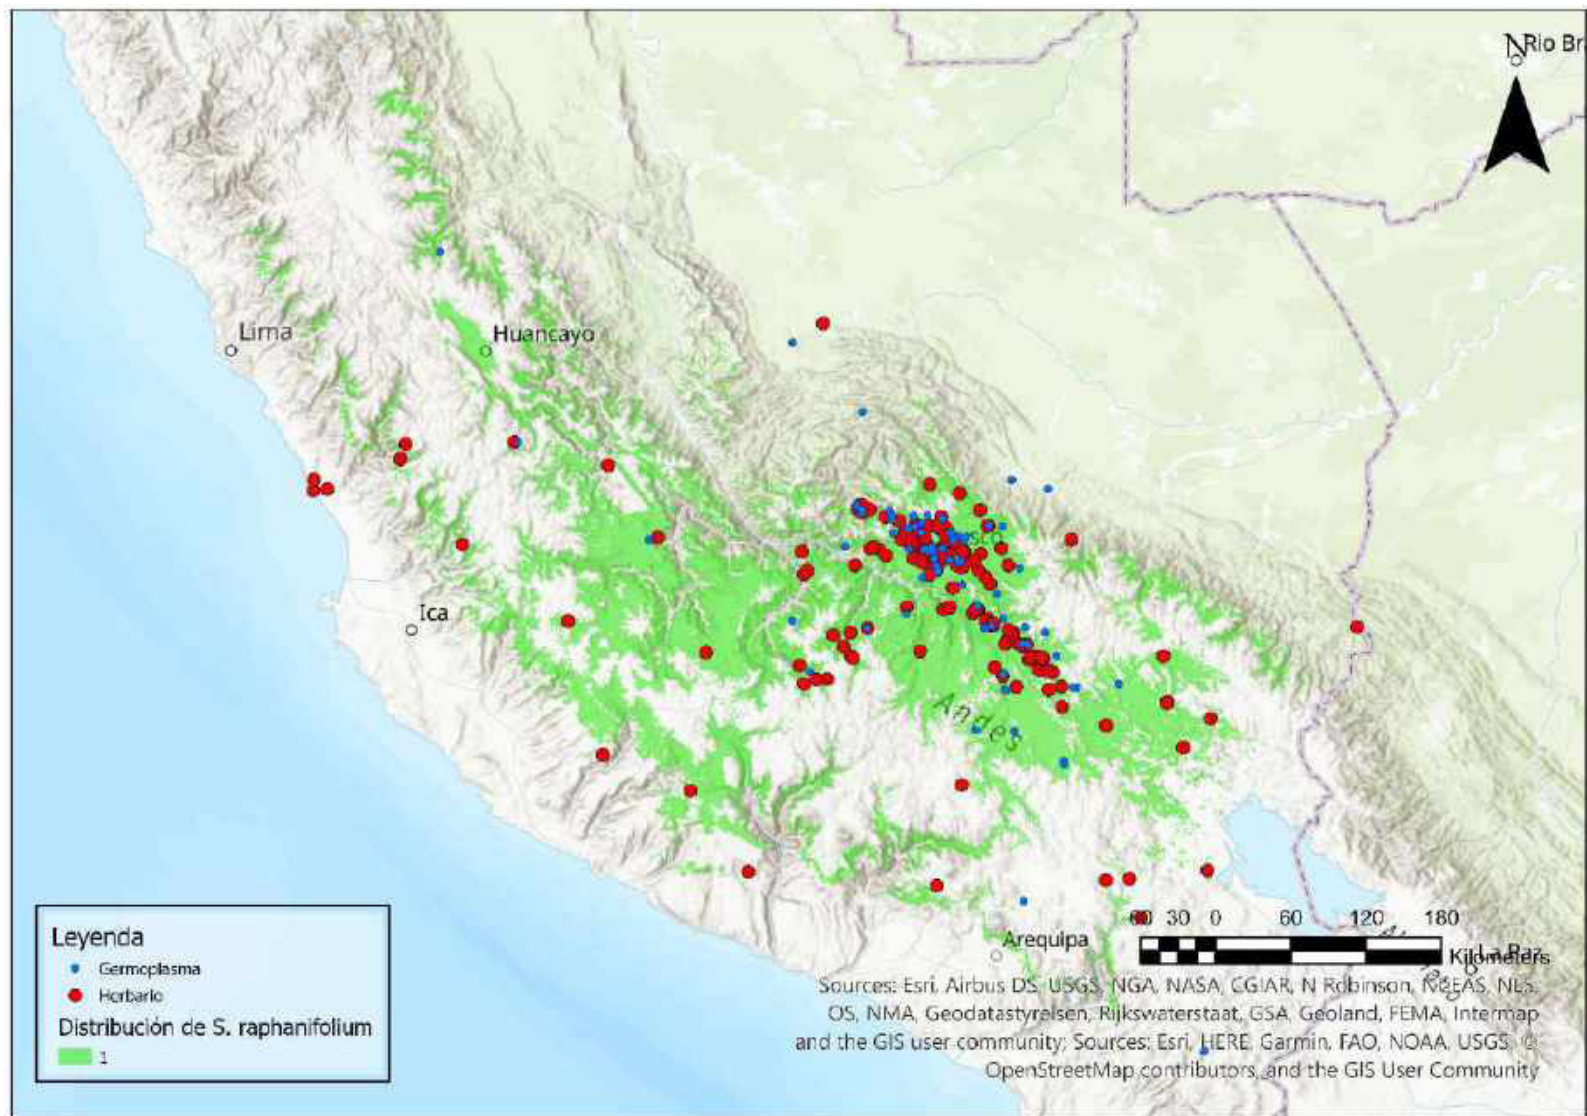 N
Rio Br
Lima
Huancayo
Ica
Andes
Leyenda
Germoplasma
Herbario
Distribución de S. raphanifolium
1
Arequipa
60 30 0 60 120 180
Kilometers
La Paz
Sources: Esri, Airbus DS, USGS, NGA, NASA, CGIAR, N Robinson, NCEAS, NLS,
OS, NMA, Geodatastyrelsen, Rijkswaterstaat, GSA, Geoland, FEMA, Intermap
and the GIS user community; Sources: Esri, HERE, Garmin, FAO, NOAA, USGS, ©
OpenStreetMap contributors, and the GIS User Community